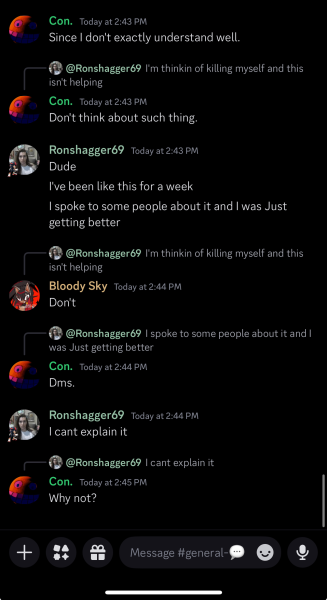 Con. Today at 2:43 PM
Since I don't exactly understand well.
@Ronshagger69 I'm thinkin of killing myself and this
isn't helping
Con. Today at 2:43 PM
Don't think about such thing.
Ronshagger69 Today at 2:43 PM
Dude
I've been like this for a week
I spoke to some people about it and I was Just
getting better
@Ronshagger69 I'm thinkin of killing myself and this
isn't helping
Bloody Sky Today at 2:44 PM
Don't
@Ronshagger69 I spoke to some people about it and I
was Just getting better
Con. Today at 2:44 PM
Dms.
Ronshagger69 Today at 2:44 PM
I cant explain it
@Ronshagger69 I cant explain it
Con. Today at 2:45 PM
Why not?
Message #general-